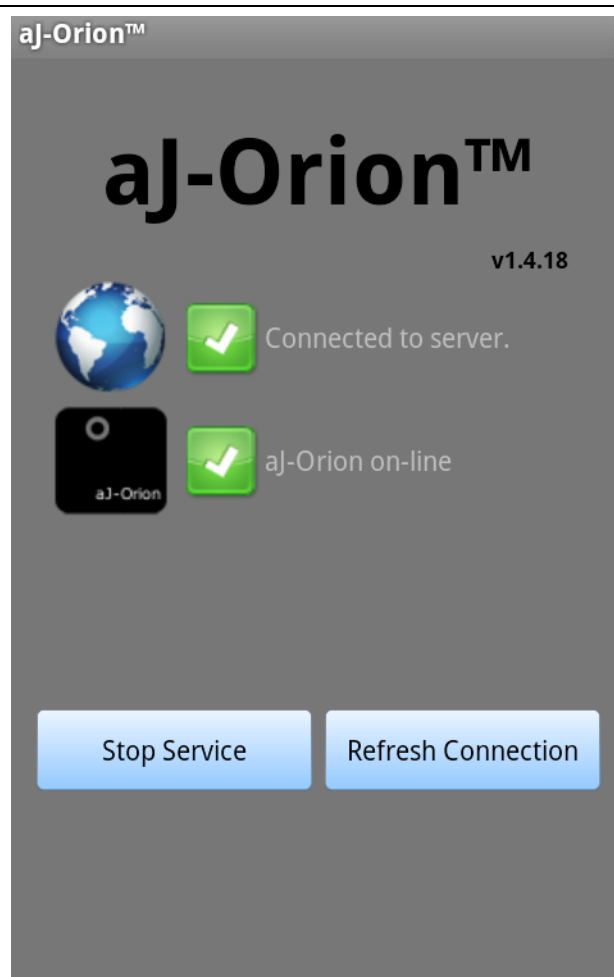 aJ-Orion™
aJ-Orion™
v1.4.18
Connected to server.
aJ-Orion
aJ-Orion on-line
Stop Service
Refresh Connection